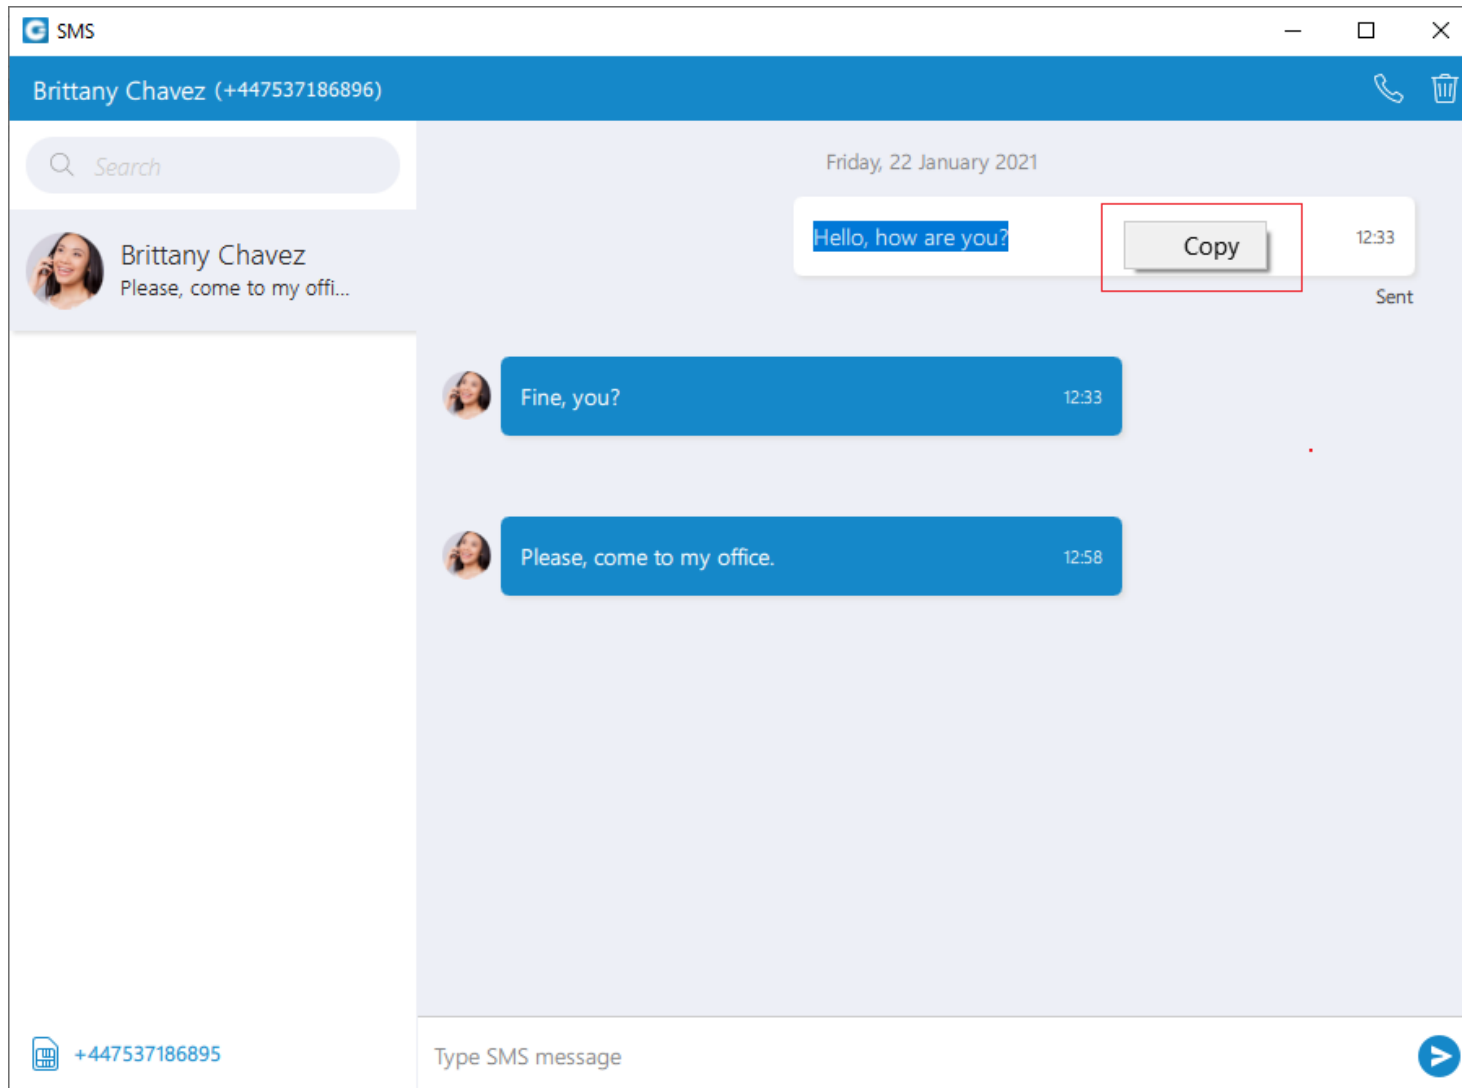 SMS
Brittany Chavez (+447537186896)
Search
Brittany Chavez
Please, come to my offi...
+447537186895
Friday, 22 January 2021
Hello, how are you?
Copy
12:33
Sent
Fine, you?
12:33
Please, come to my office.
12:58
Type SMS message